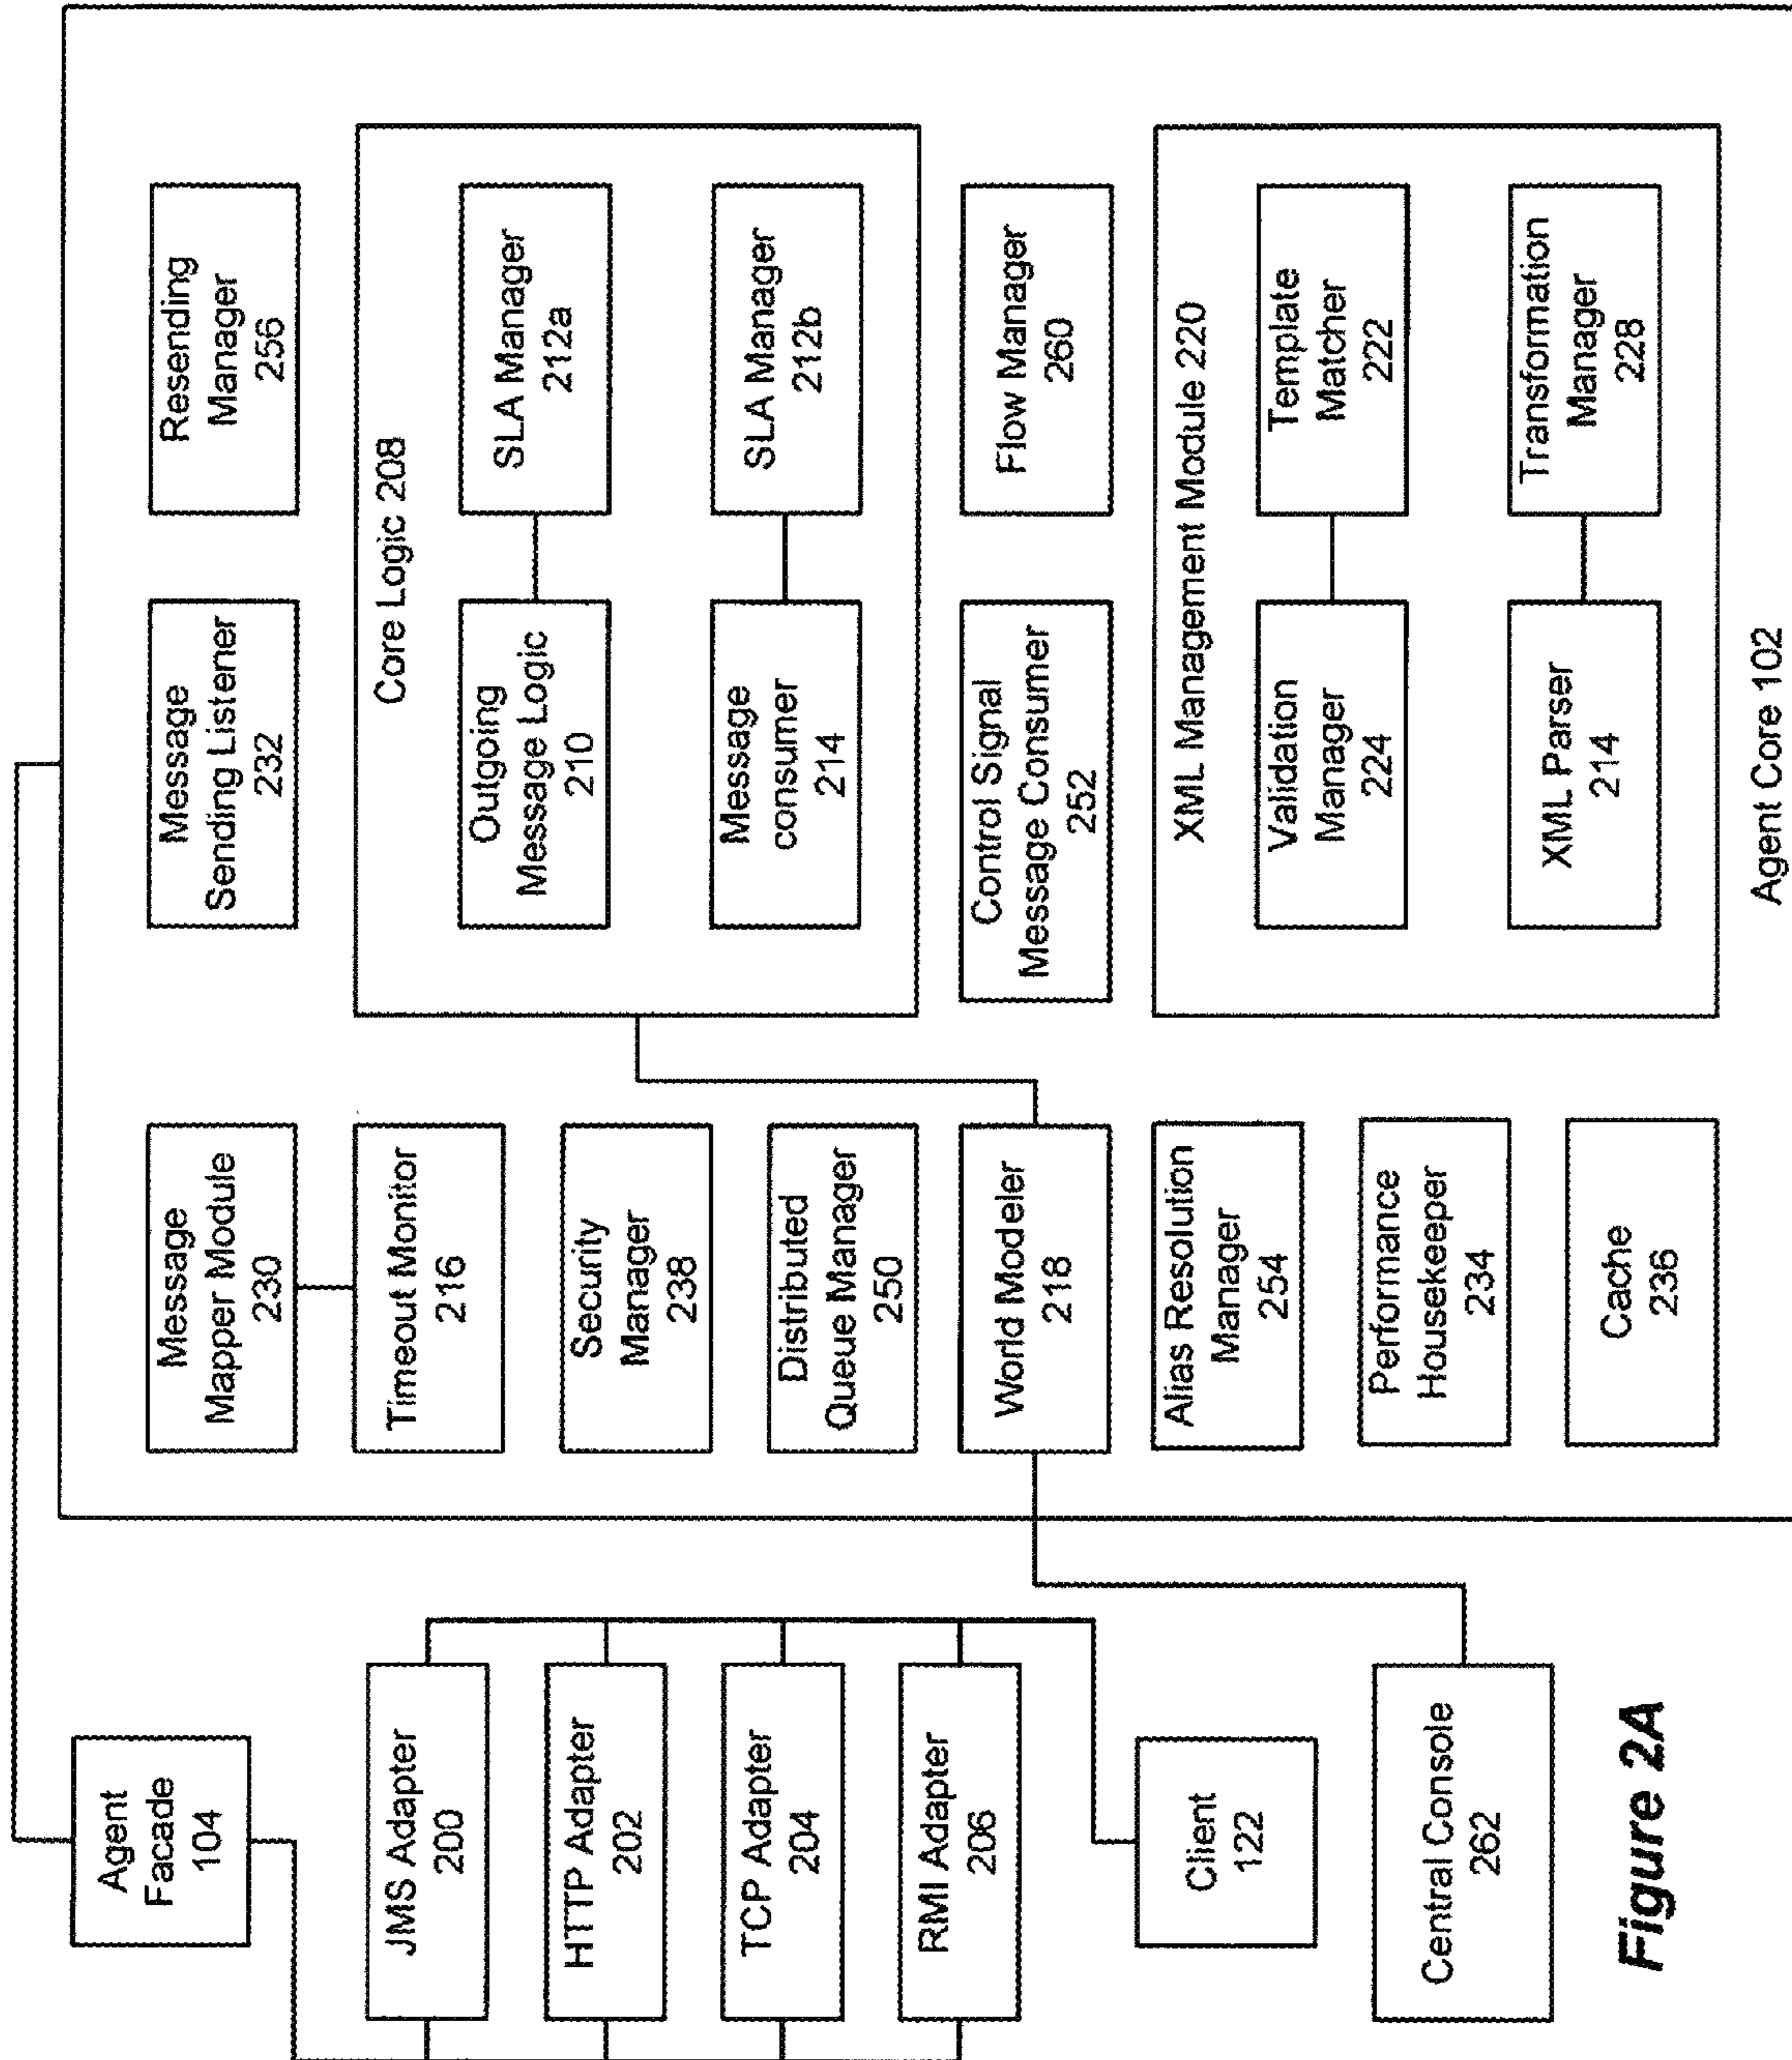 Agent
Facade
104
JMS Adapter
200
HTTP Adapter
202
TCP Adapter
204
RMI Adapter
206
Client
122
Central Console
262
Figure 2A
Message
Mapper Module
230
Timeout Monitor
216
Security
Manager
238
Distributed
Queue Manager
250
World Modeler
218
Alias Resolution
Manager
254
Performance
Housekeeper
234
Cache
236
Message
Sending Listener
232
Resending
Manager
256
Core Logic 208
Outgoing
Message Logic
210
SLA Manager
212a
Message
consumer
214
SLA Manager
212b
Control Signal
Message Consumer
252
Flow Manager
260
XML Management Module 220
Validation
Manager
224
Template
Matcher
222
XML Parser
214
Transformation
Manager
228
Agent Core 102